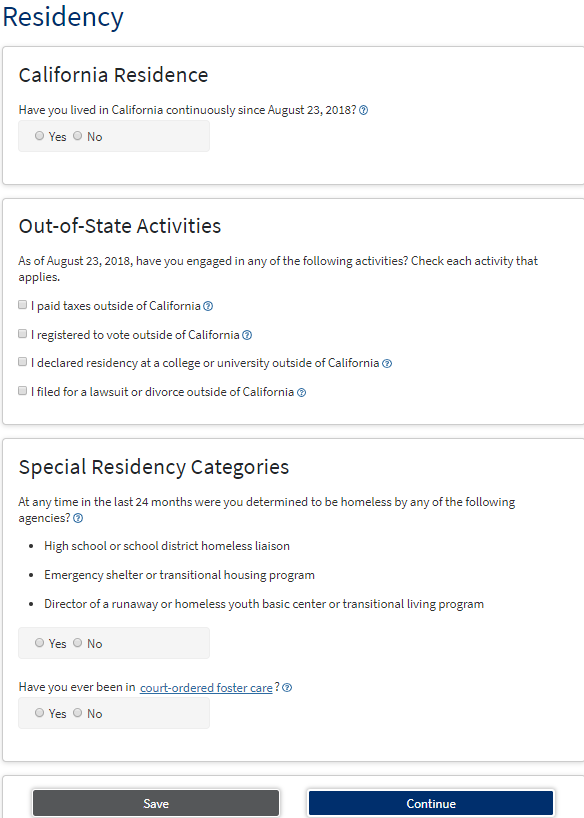 Residency
California Residence
Have you lived in California continuously since August 23, 2018?
Yes No
Out-of-State Activities
As of August 23, 2018, have you engaged in any of the following activities? Check each activity that
applies.
I paid taxes outside of California
I registered to vote outside of California
I declared residency at a college or university outside of California
I filed for a lawsuit or divorce outside of California
Special Residency Categories
At any time in the last 24 months were you determined to be homeless by any of the following
agencies?
• High school or school district homeless liaison
• Emergency shelter or transitional housing program
• Director of a runaway or homeless youth basic center or transitional living program
Yes No
Have you ever been in court-ordered foster care ?
Yes No
Save Continue